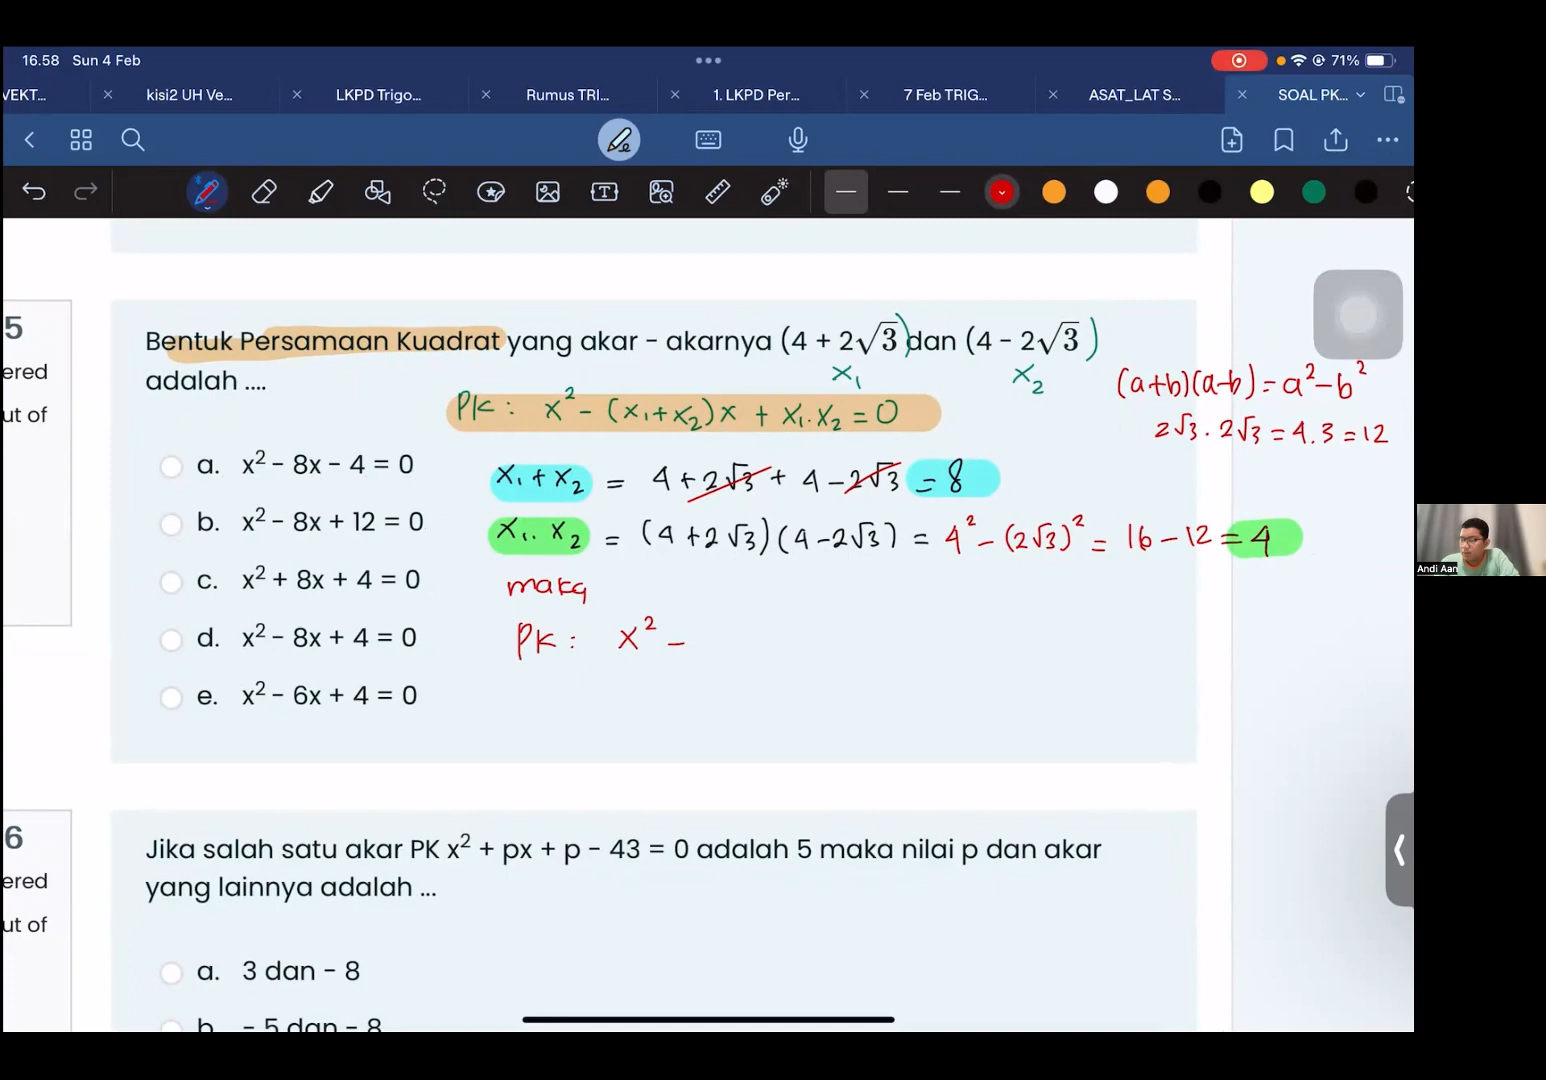 16.58 Sun 4 Feb
71%
VEKT...
kisi2 UH Ve...
LKPD Trigo...
Rumus TRI...
1. LKPD Per...
7 Feb TRIG...
ASAT_LAT S...
SOAL PK...
5
ered
ut of
Bentuk Persamaan Kuadrat yang akar - akarnya (4 + 2√3) dan (4 - 2√3)
adalah ....
x₁
x₂
PK : x² - (x₁+x₂)x + x₁.x₂ = 0
(a+b)(a-b) = a²-b²
2√3 . 2√3 = 4.3 = 12
a. x² - 8x - 4 = 0
b. x² - 8x + 12 = 0
c. x² + 8x + 4 = 0
d. x² - 8x + 4 = 0
e. x² - 6x + 4 = 0
x₁ + x₂ = 4 + 2√3 + 4 - 2√3 = 8
x₁. x₂ = (4 + 2√3)(4 - 2√3) = 4² - (2√3)² = 16 - 12 = 4
maka
PK : x² -
Andi Aan
6
ered
ut of
Jika salah satu akar PK x² + px + p - 43 = 0 adalah 5 maka nilai p dan akar
yang lainnya adalah ...
a. 3 dan - 8
b. - 5 dan - 8